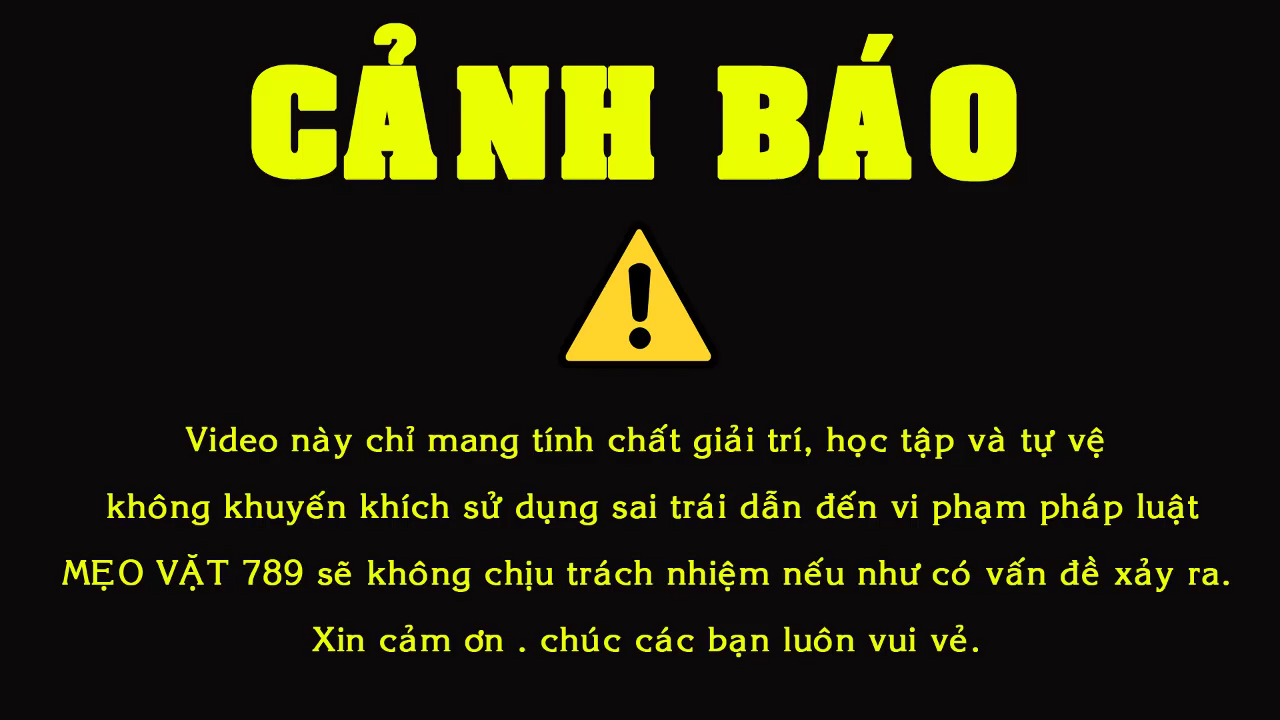 CẢNH BÁO
Video này chỉ mang tính chất giải trí, học tập và tự vệ
không khuyến khích sử dụng sai trái dẫn đến vi phạm pháp luật
MẸO VẶT 789 sẽ không chịu trách nhiệm nếu như có vấn đề xảy ra.
Xin cảm ơn . chúc các bạn luôn vui vẻ.